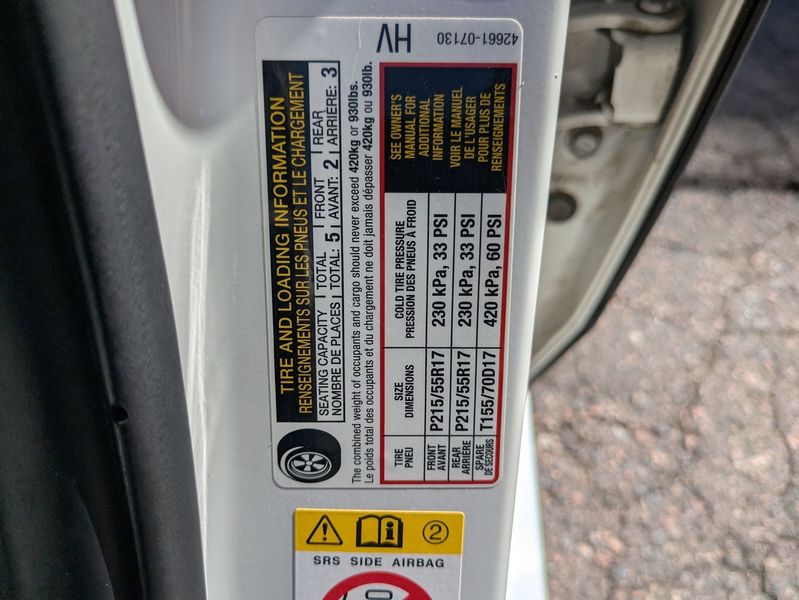 TIRE AND LOADING INFORMATION
RENSEIGNEMENTS SUR LES PNEUS ET LE CHARGEMENT
SEATING CAPACITY | TOTAL 5 | FRONT 2 | REAR 3
NOMBRE DE PLACES | TOTAL: | AVANT: | ARRIÈRE:
The combined weight of occupants and cargo should never exceed 420kg or 930lbs.
Le poids total des occupants et du chargement ne doit jamais dépasser 420kg ou 930lb.
TIRE PNEU | SIZE DIMENSIONS | COLD TIRE PRESSURE PRESSION DES PNEUS À FROID
FRONT AVANT | P215/55R17 | 230 kPa, 33 PSI
REAR ARRIÈRE | P215/55R17 | 230 kPa, 33 PSI
SPARE DE SECOURS | T155/70D17 | 420 kPa, 60 PSI
SEE OWNER'S
MANUAL FOR
ADDITIONAL
INFORMATION
VOIR LE MANUEL
DE L'USAGER
POUR PLUS DE
RENSEIGNEMENTS
HV
42661-07130
2
SRS SIDE AIRBAG